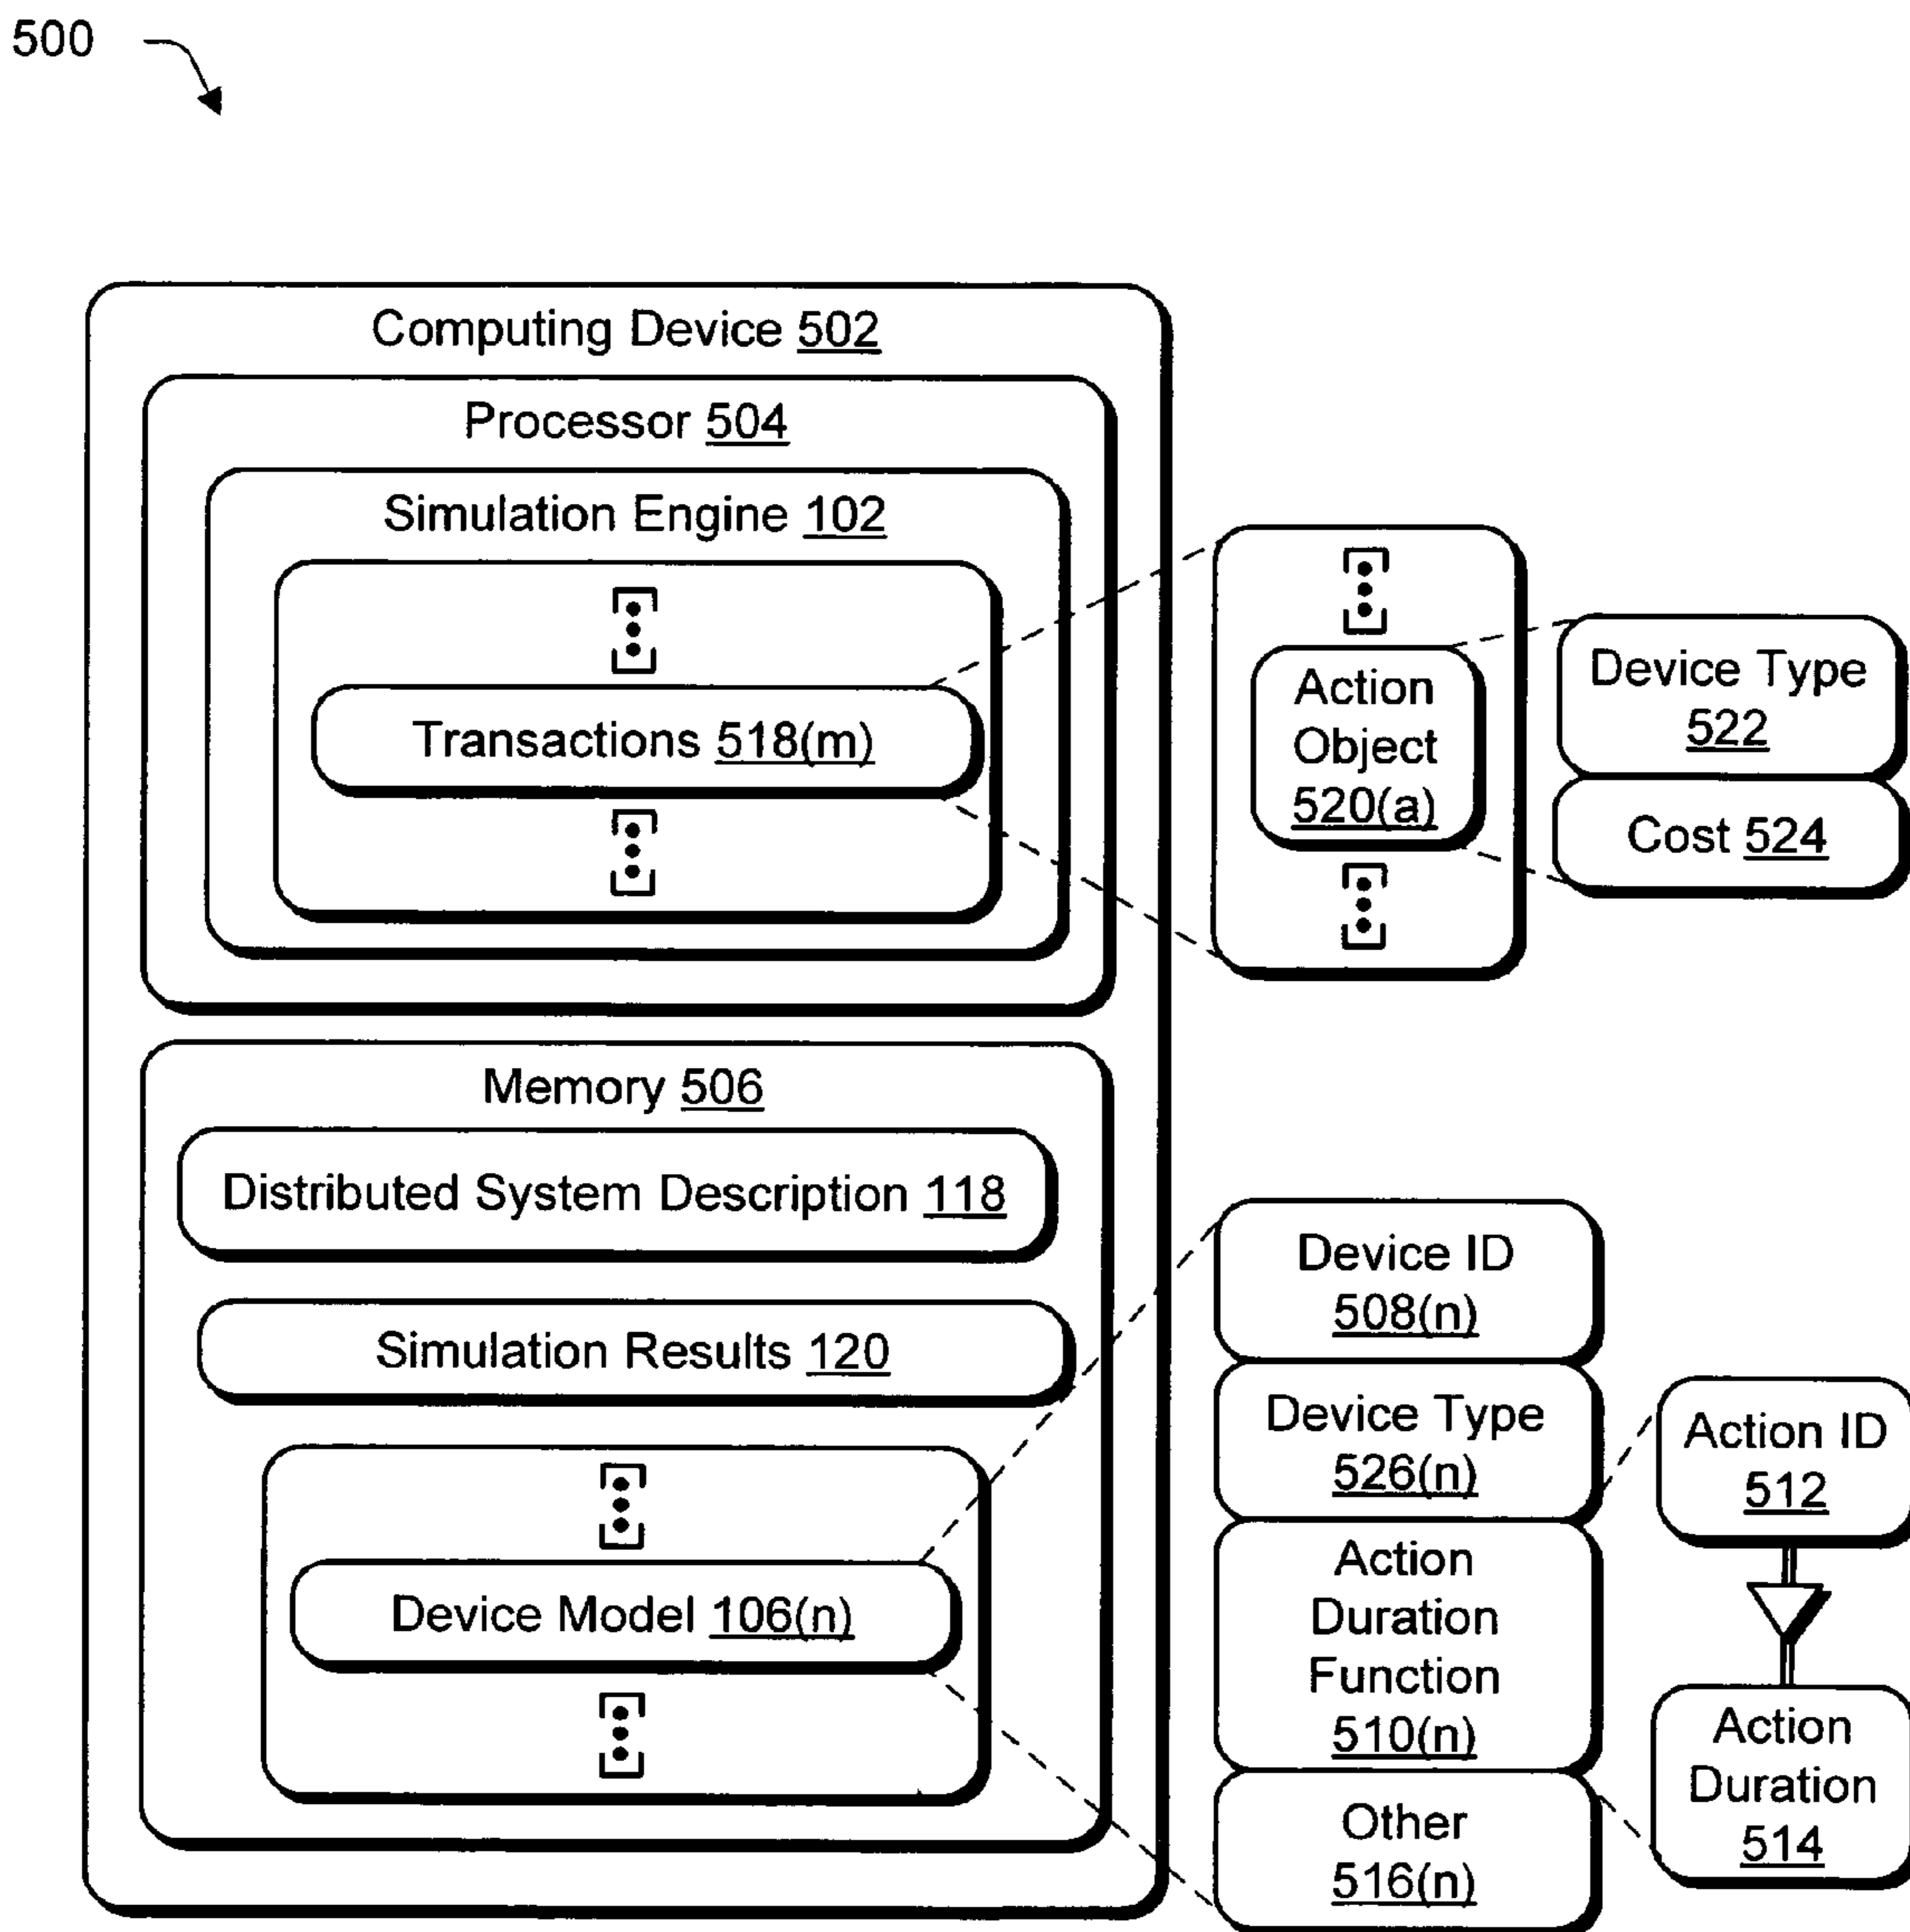 500
Computing Device 502
Processor 504
Simulation Engine 102
Transactions 518(m)
Action
Object
520(a)
Device Type
522
Cost 524
Memory 506
Distributed System Description 118
Simulation Results 120
Device Model 106(n)
Device ID
508(n)
Device Type
526(n)
Action
Duration
Function
510(n)
Other
516(n)
Action ID
512
Action
Duration
514